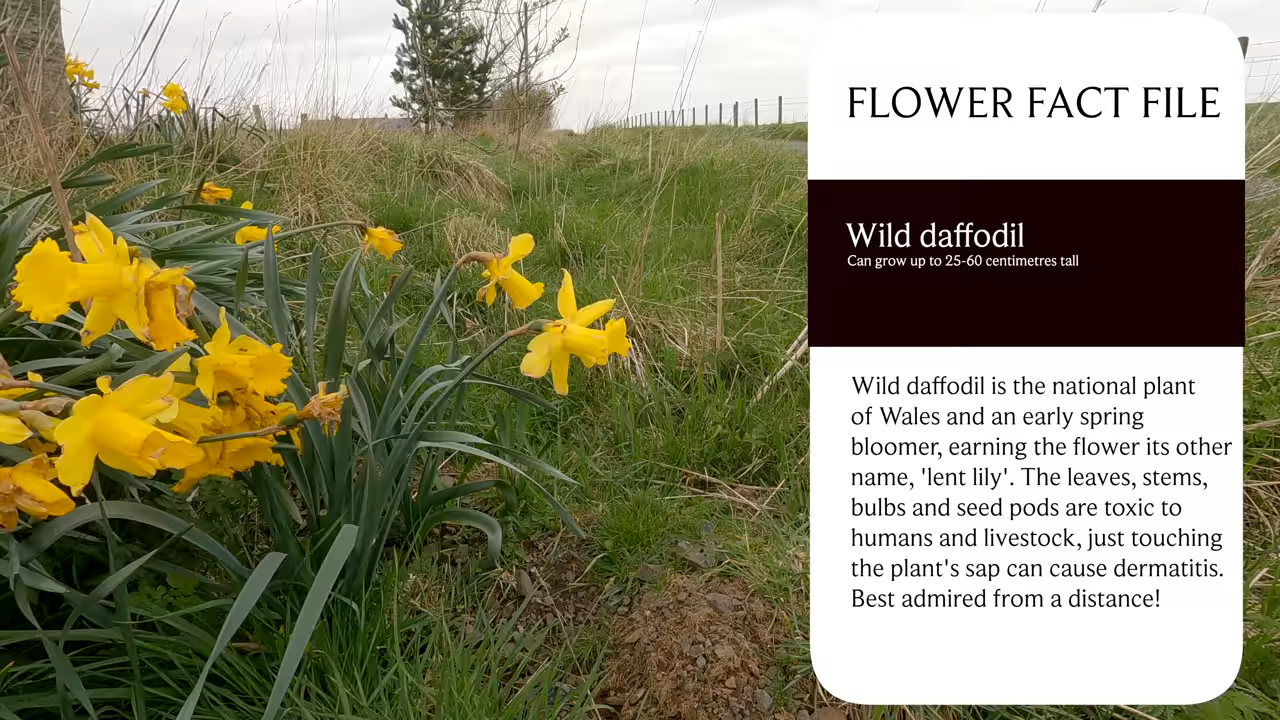 FLOWER FACT FILE
Wild daffodil
Can grow up to 25-60 centimetres tall
Wild daffodil is the national plant
of Wales and an early spring
bloomer, earning the flower its other
name, 'lent lily'. The leaves, stems,
bulbs and seed pods are toxic to
humans and livestock, just touching
the plant's sap can cause dermatitis.
Best admired from a distance!